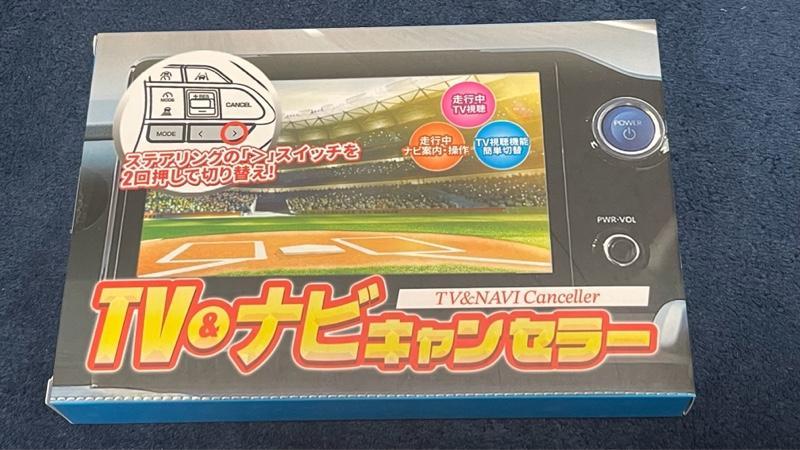 MODE
+RES
CANCEL
MODE
<
>
ステアリングの「>」スイッチを
2回押して切り替え!
走行中
TV視聴
走行中
ナビ案内・操作
TV視聴機能
簡単切替
POWER
PWR·VOL
TV&NAVI Canceller
TV&ナビキャンセラー